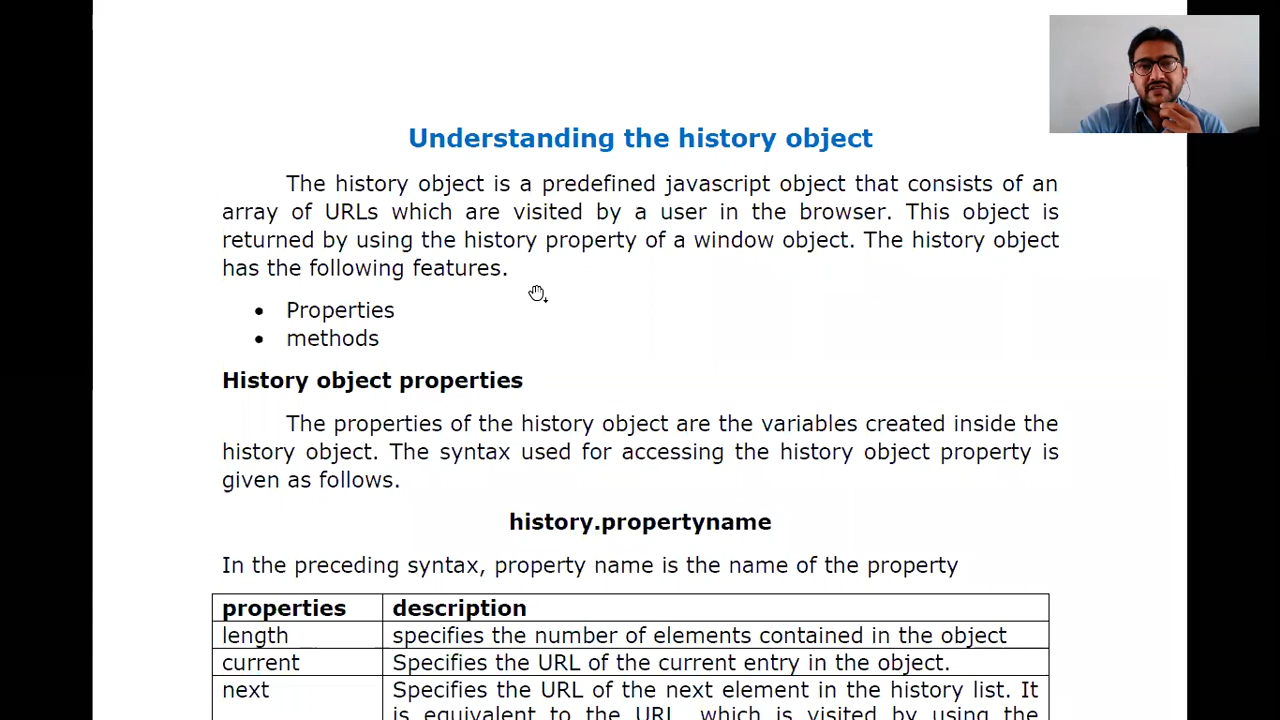 Understanding the history object
The history object is a predefined javascript object that consists of an
array of URLs which are visited by a user in the browser. This object is
returned by using the history property of a window object. The history object
has the following features.
• Properties
• methods
History object properties
The properties of the history object are the variables created inside the
history object. The syntax used for accessing the history object property is
given as follows.
history.propertyname
In the preceding syntax, property name is the name of the property
properties description
length specifies the number of elements contained in the object
current Specifies the URL of the current entry in the object.
next Specifies the URL of the next element in the history list. It
is equivalent to the URL, which is visited by using the